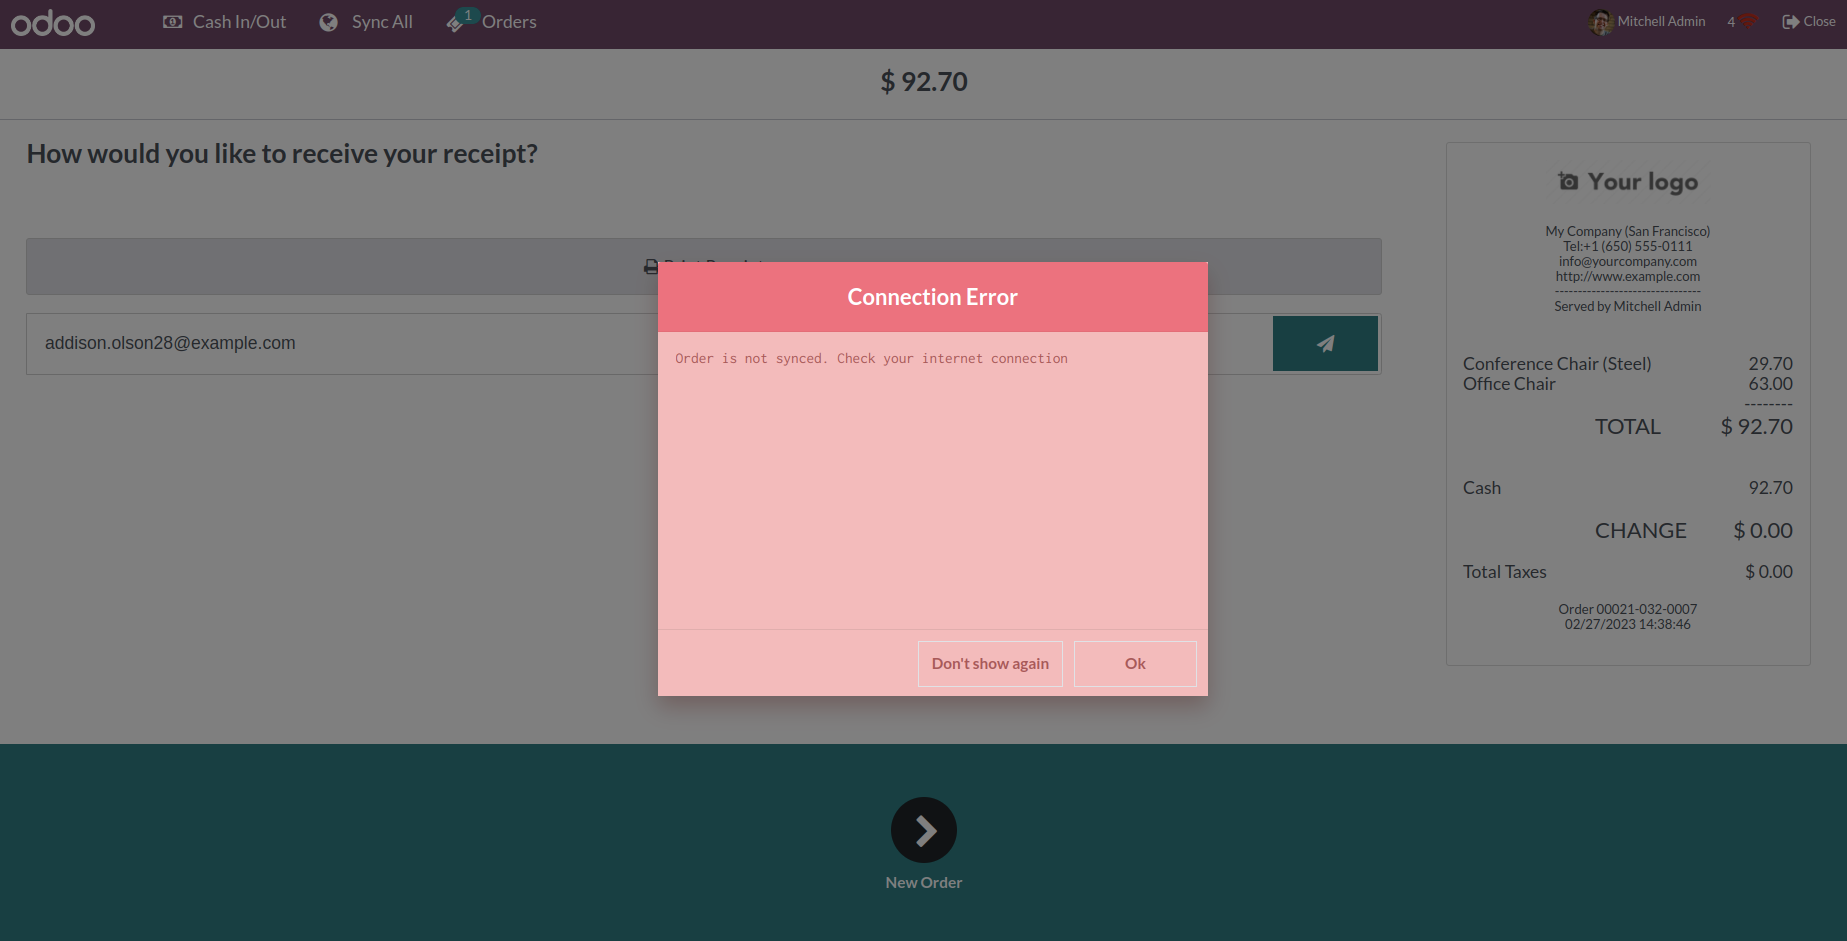 odoo
Cash In/Out
Sync All
1
Orders
Mitchell Admin
4
Close
$ 92.70
How would you like to receive your receipt?
addison.olson28@example.com
Connection Error
Order is not synced. Check your internet connection
Don't show again
Ok
Your logo
My Company (San Francisco)
Tel:+1 (650) 555-0111
info@yourcompany.com
http://www.example.com
--------------------------------
Served by Mitchell Admin
Conference Chair (Steel) 29.70
Office Chair 63.00
--------
TOTAL $ 92.70
Cash 92.70
CHANGE $ 0.00
Total Taxes $ 0.00
Order 00021-032-0007
02/27/2023 14:38:46
New Order